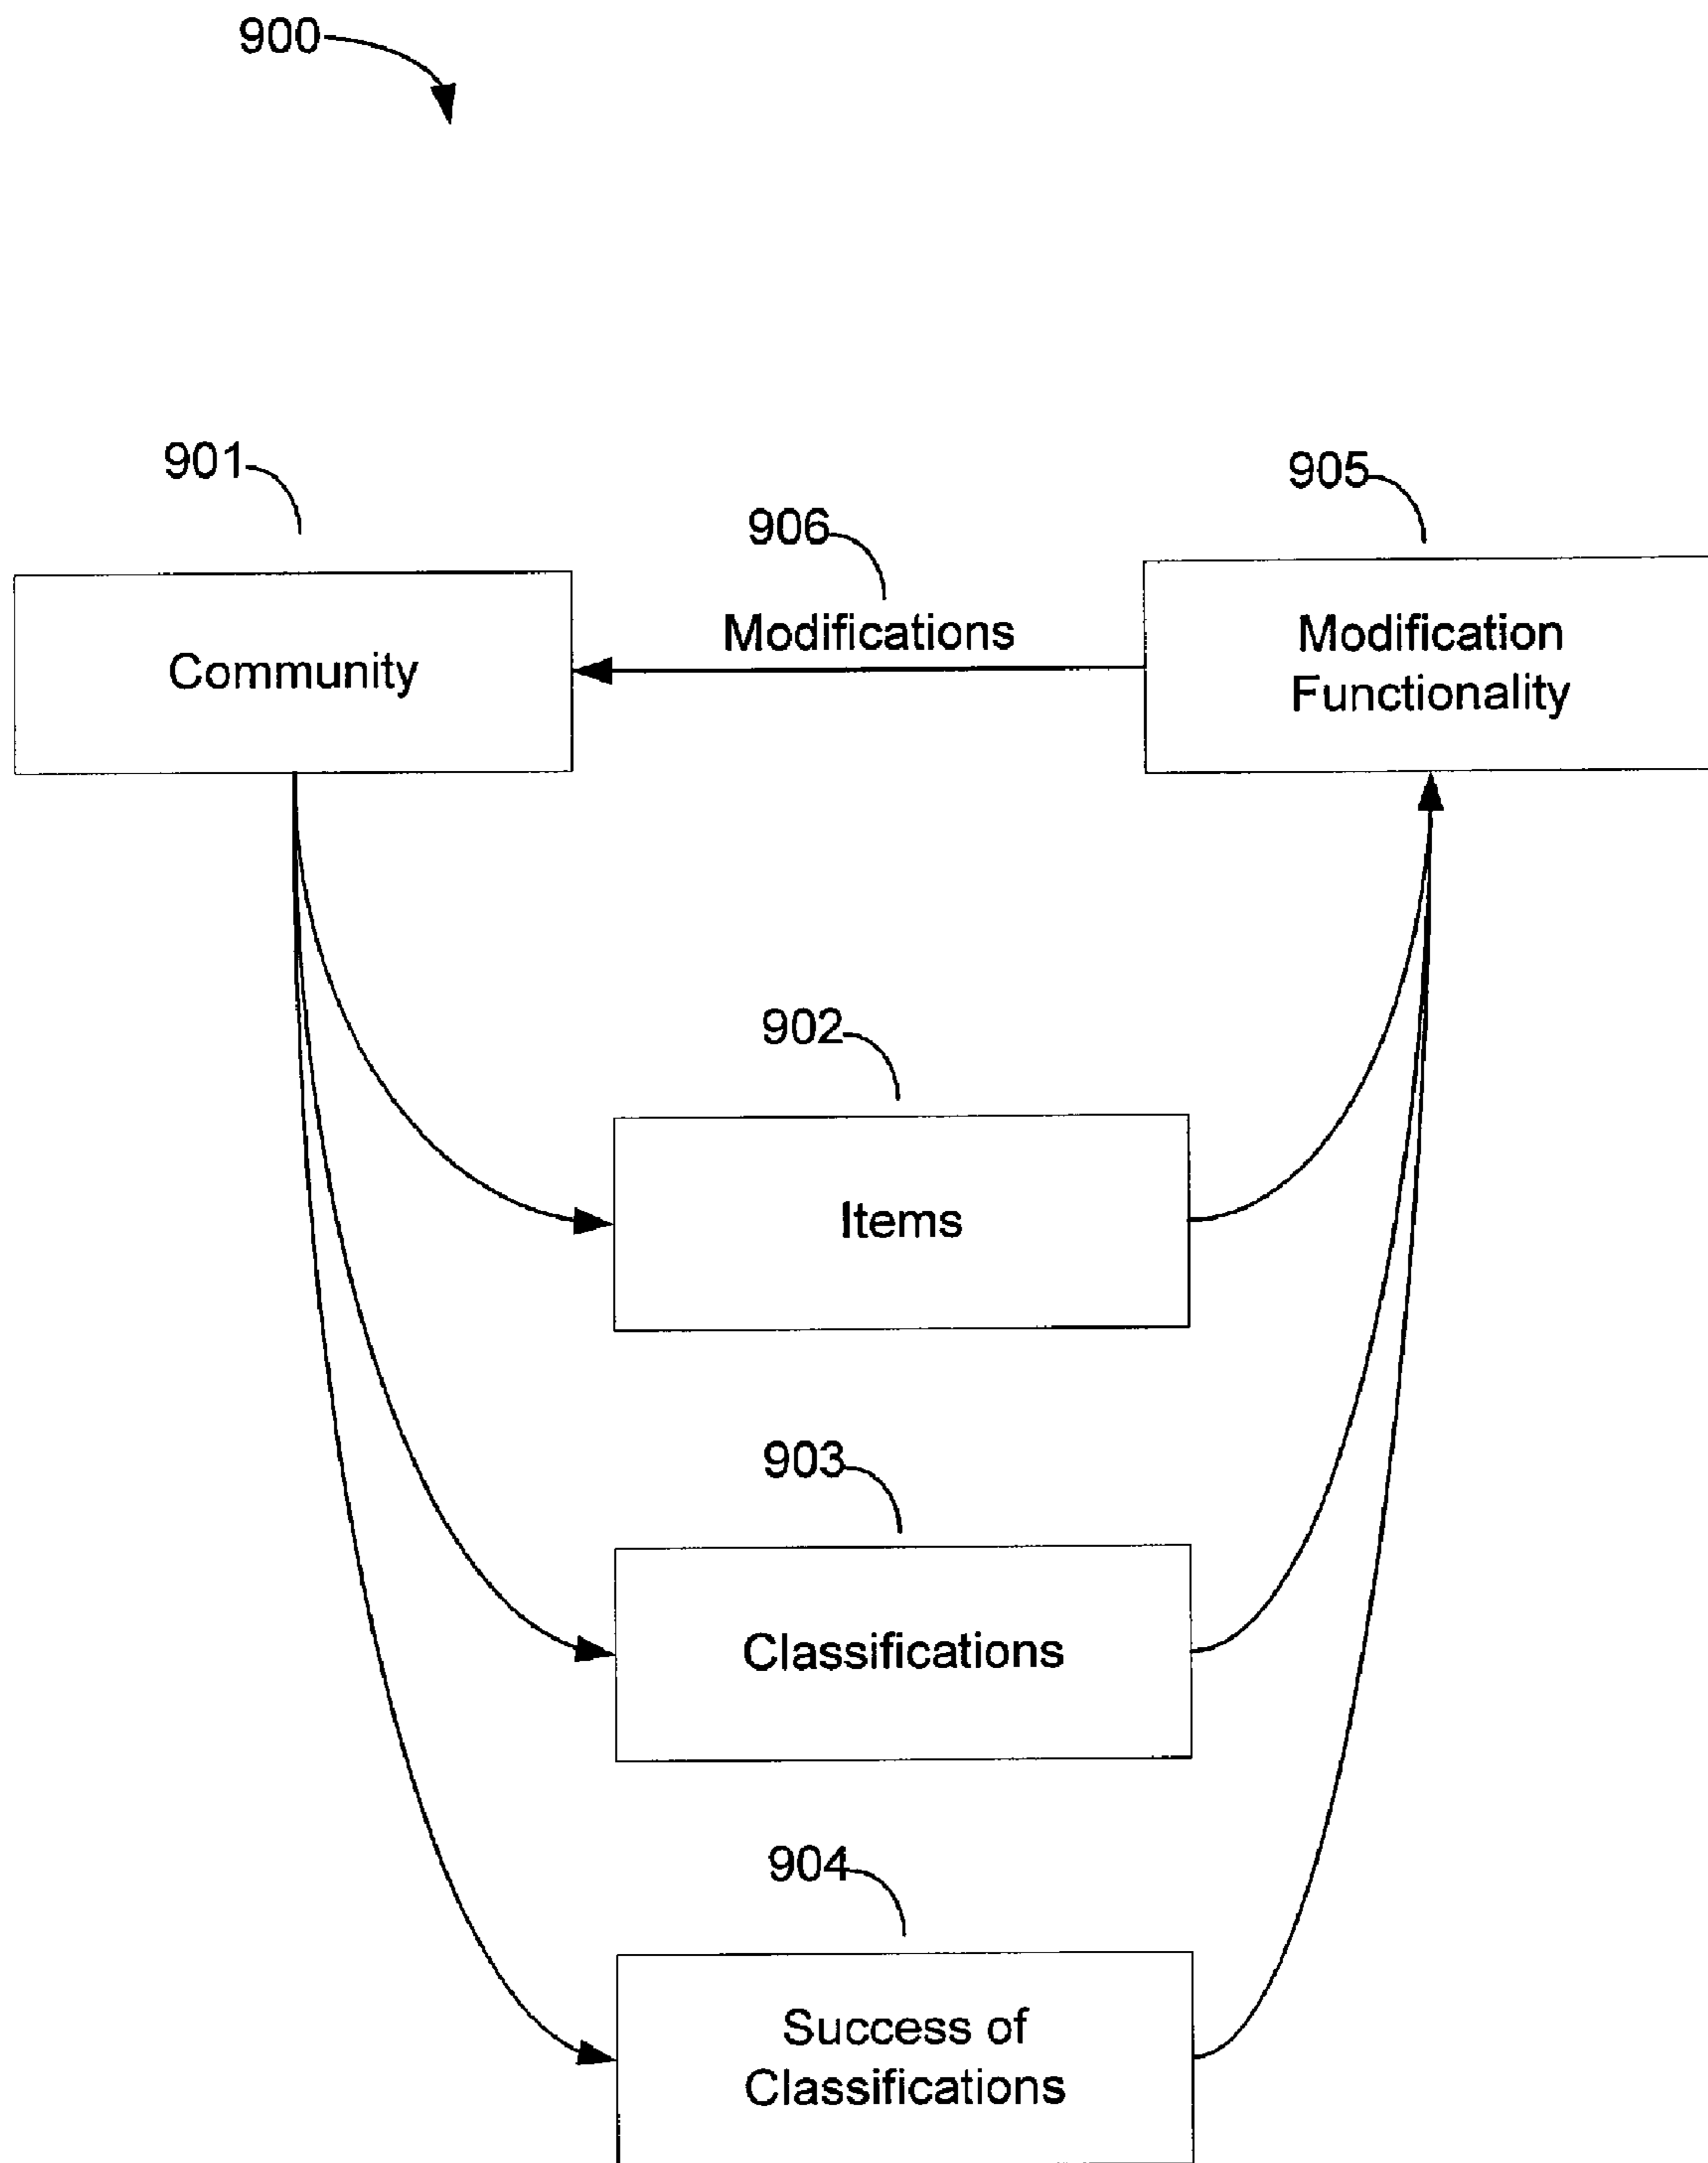 900
901
905
906
Modifications
Community
Modification
Functionality
902
Items
903
Classifications
904
Success of
Classifications